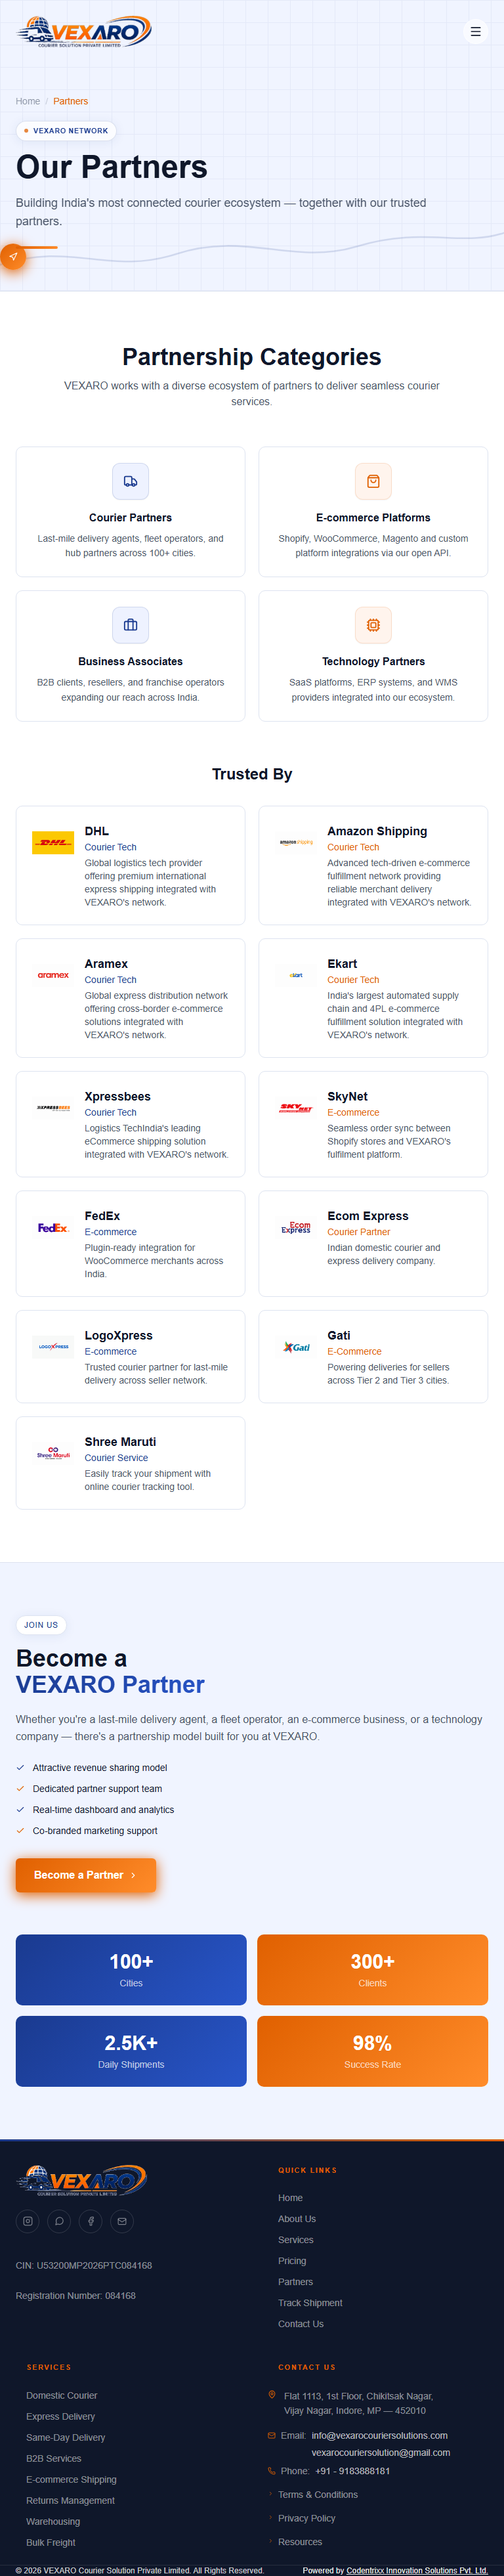 VEXARO
COURIER SOLUTION PRIVATE LIMITED
Home / Partners
VEXARO NETWORK
Our Partners
Building India's most connected courier ecosystem — together with our trusted
partners.
Partnership Categories
VEXARO works with a diverse ecosystem of partners to deliver seamless courier
services.
Courier Partners
Last-mile delivery agents, fleet operators, and
hub partners across 100+ cities.
E-commerce Platforms
Shopify, WooCommerce, Magento and custom
platform integrations via our open API.
Business Associates
B2B clients, resellers, and franchise operators
expanding our reach across India.
Technology Partners
SaaS platforms, ERP systems, and WMS
providers integrated into our ecosystem.
Trusted By
DHL
DHL
Courier Tech
Global logistics tech provider
offering premium international
express shipping integrated with
VEXARO's network.
amazon shipping
Amazon Shipping
Courier Tech
Advanced tech-driven e-commerce
fulfillment network providing
reliable merchant delivery
integrated with VEXARO's network.
aramex
Aramex
Courier Tech
Global express distribution network
offering cross-border e-commerce
solutions integrated with
VEXARO's network.
ekart
Ekart
Courier Tech
India's largest automated supply
chain and 4PL e-commerce
fulfillment solution integrated with
VEXARO's network.
XPRESSBEES
Xpressbees
Courier Tech
Logistics TechIndia's leading
eCommerce shipping solution
integrated with VEXARO's network.
SKYNET
SkyNet
E-commerce
Seamless order sync between
Shopify stores and VEXARO's
fulfilment platform.
FedEx
FedEx
E-commerce
Plugin-ready integration for
WooCommerce merchants across
India.
Ecom
Express
Ecom Express
Courier Partner
Indian domestic courier and
express delivery company.
LOGOXPRESS
LogoXpress
E-commerce
Trusted courier partner for last-mile
delivery across seller network.
Gati
Gati
E-Commerce
Powering deliveries for sellers
across Tier 2 and Tier 3 cities.
Shree Maruti
Shree Maruti
Courier Service
Easily track your shipment with
online courier tracking tool.
JOIN US
Become a
VEXARO Partner
Whether you're a last-mile delivery agent, a fleet operator, an e-commerce business, or a technology
company — there's a partnership model built for you at VEXARO.
Attractive revenue sharing model
Dedicated partner support team
Real-time dashboard and analytics
Co-branded marketing support
Become a Partner
100+
Cities
300+
Clients
2.5K+
Daily Shipments
98%
Success Rate
VEXARO
COURIER SOLUTION PRIVATE LIMITED
CIN: U53200MP2026PTC084168
Registration Number: 084168
QUICK LINKS
Home
About Us
Services
Pricing
Partners
Track Shipment
Contact Us
SERVICES
Domestic Courier
Express Delivery
Same-Day Delivery
B2B Services
E-commerce Shipping
Returns Management
Warehousing
Bulk Freight
CONTACT US
Flat 1113, 1st Floor, Chikitsak Nagar,
Vijay Nagar, Indore, MP — 452010
Email: info@vexarocouriersolutions.com
vexarocouriersolution@gmail.com
Phone: +91 - 9183888181
Terms & Conditions
Privacy Policy
Resources
© 2026 VEXARO Courier Solution Private Limited. All Rights Reserved.
Powered by Codentrixx Innovation Solutions Pvt. Ltd.